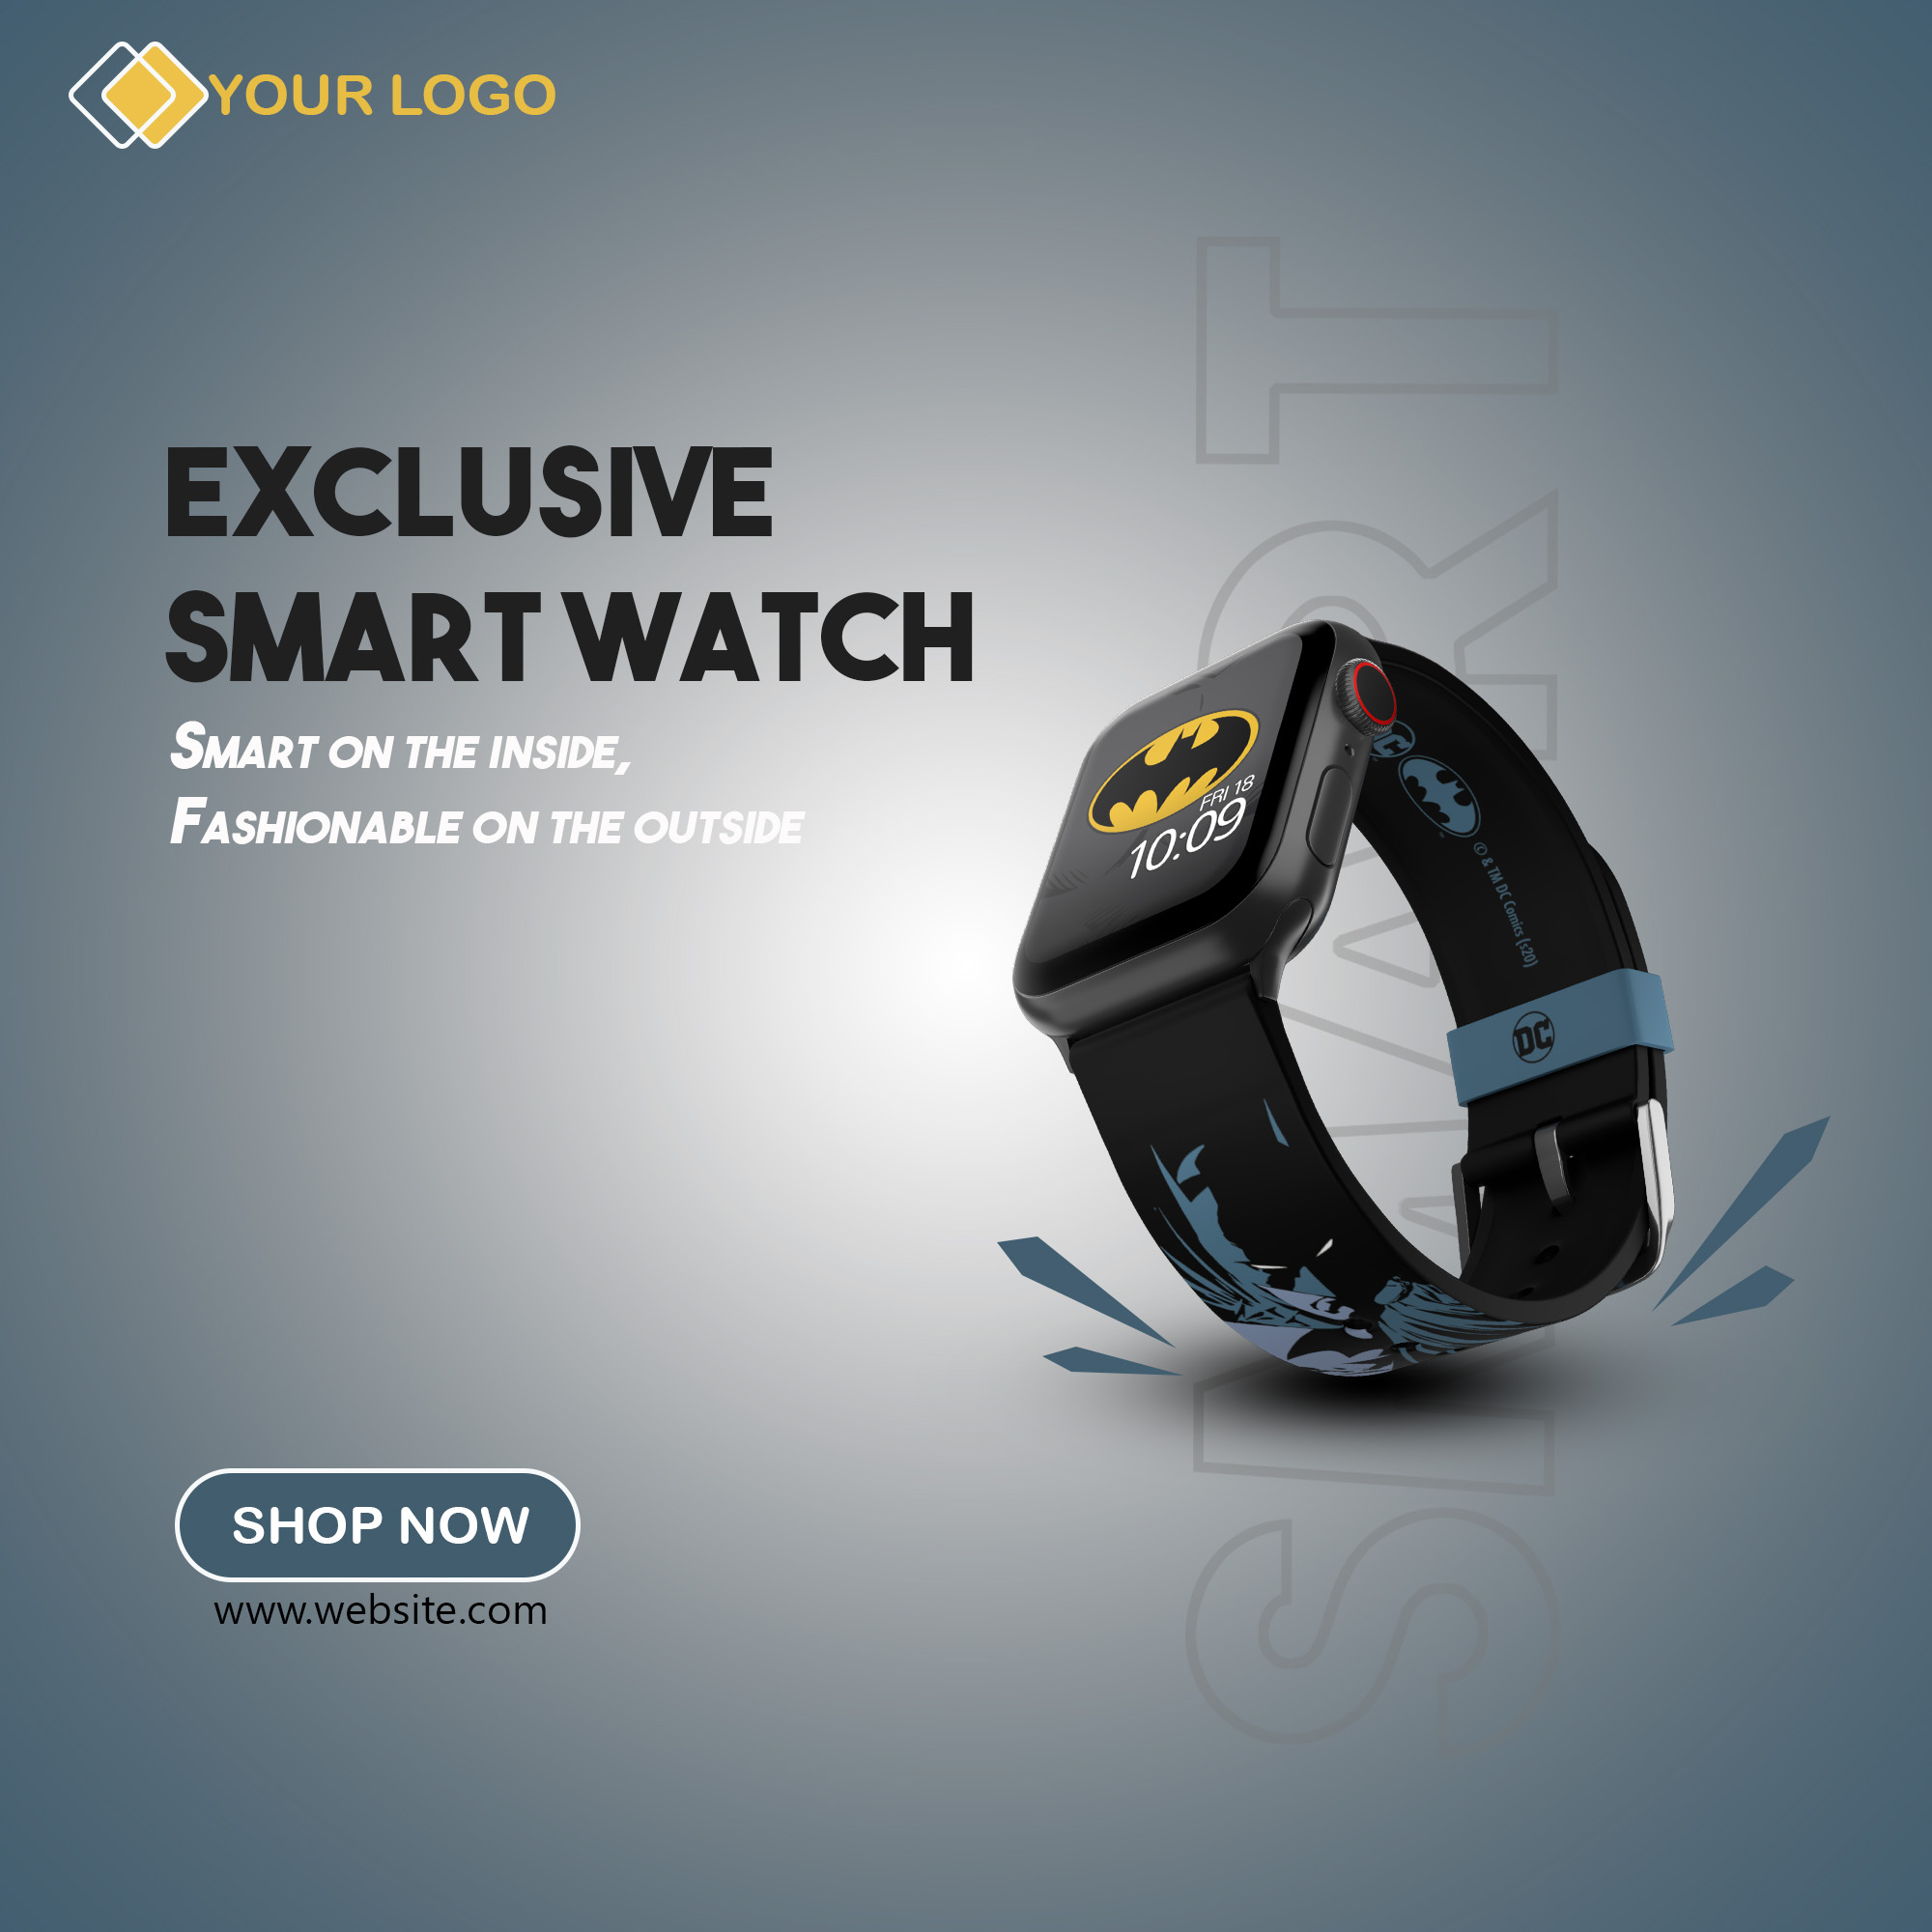 YOUR LOGO
EXCLUSIVE
SMART WATCH
Smart on the inside,
Fashionable on the outside
SMART
FRI 18
10:09
DC
© & TM DC Comics (s20)
DC
SHOP NOW
www.website.com